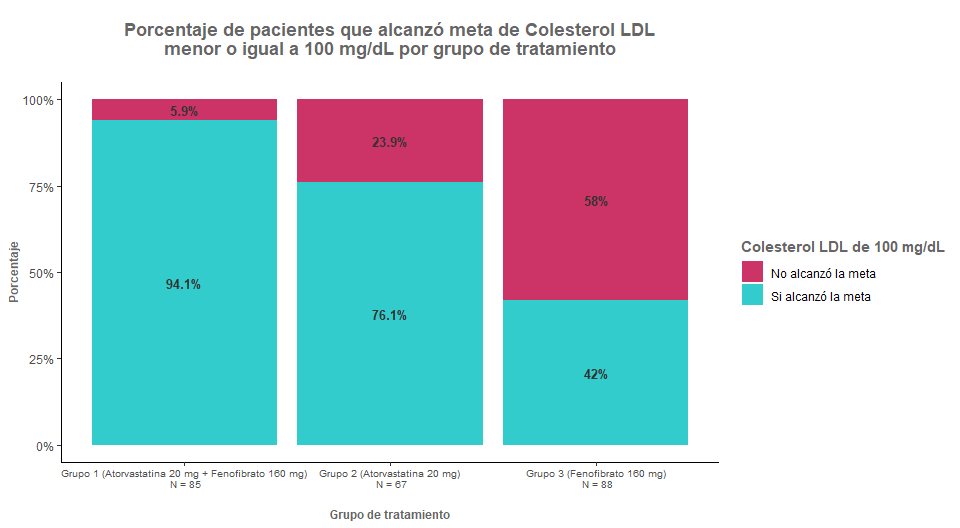 Porcentaje de pacientes que alcanzó meta de Colesterol LDL
menor o igual a 100 mg/dL por grupo de tratamiento
Porcentaje
100%
75%
50%
25%
0%
5.9%
94.1%
23.9%
76.1%
58%
42%
Grupo 1 (Atorvastatina 20 mg + Fenofibrato 160 mg)
N = 85
Grupo 2 (Atorvastatina 20 mg)
N = 67
Grupo 3 (Fenofibrato 160 mg)
N = 88
Grupo de tratamiento
Colesterol LDL de 100 mg/dL
No alcanzó la meta
Si alcanzó la meta